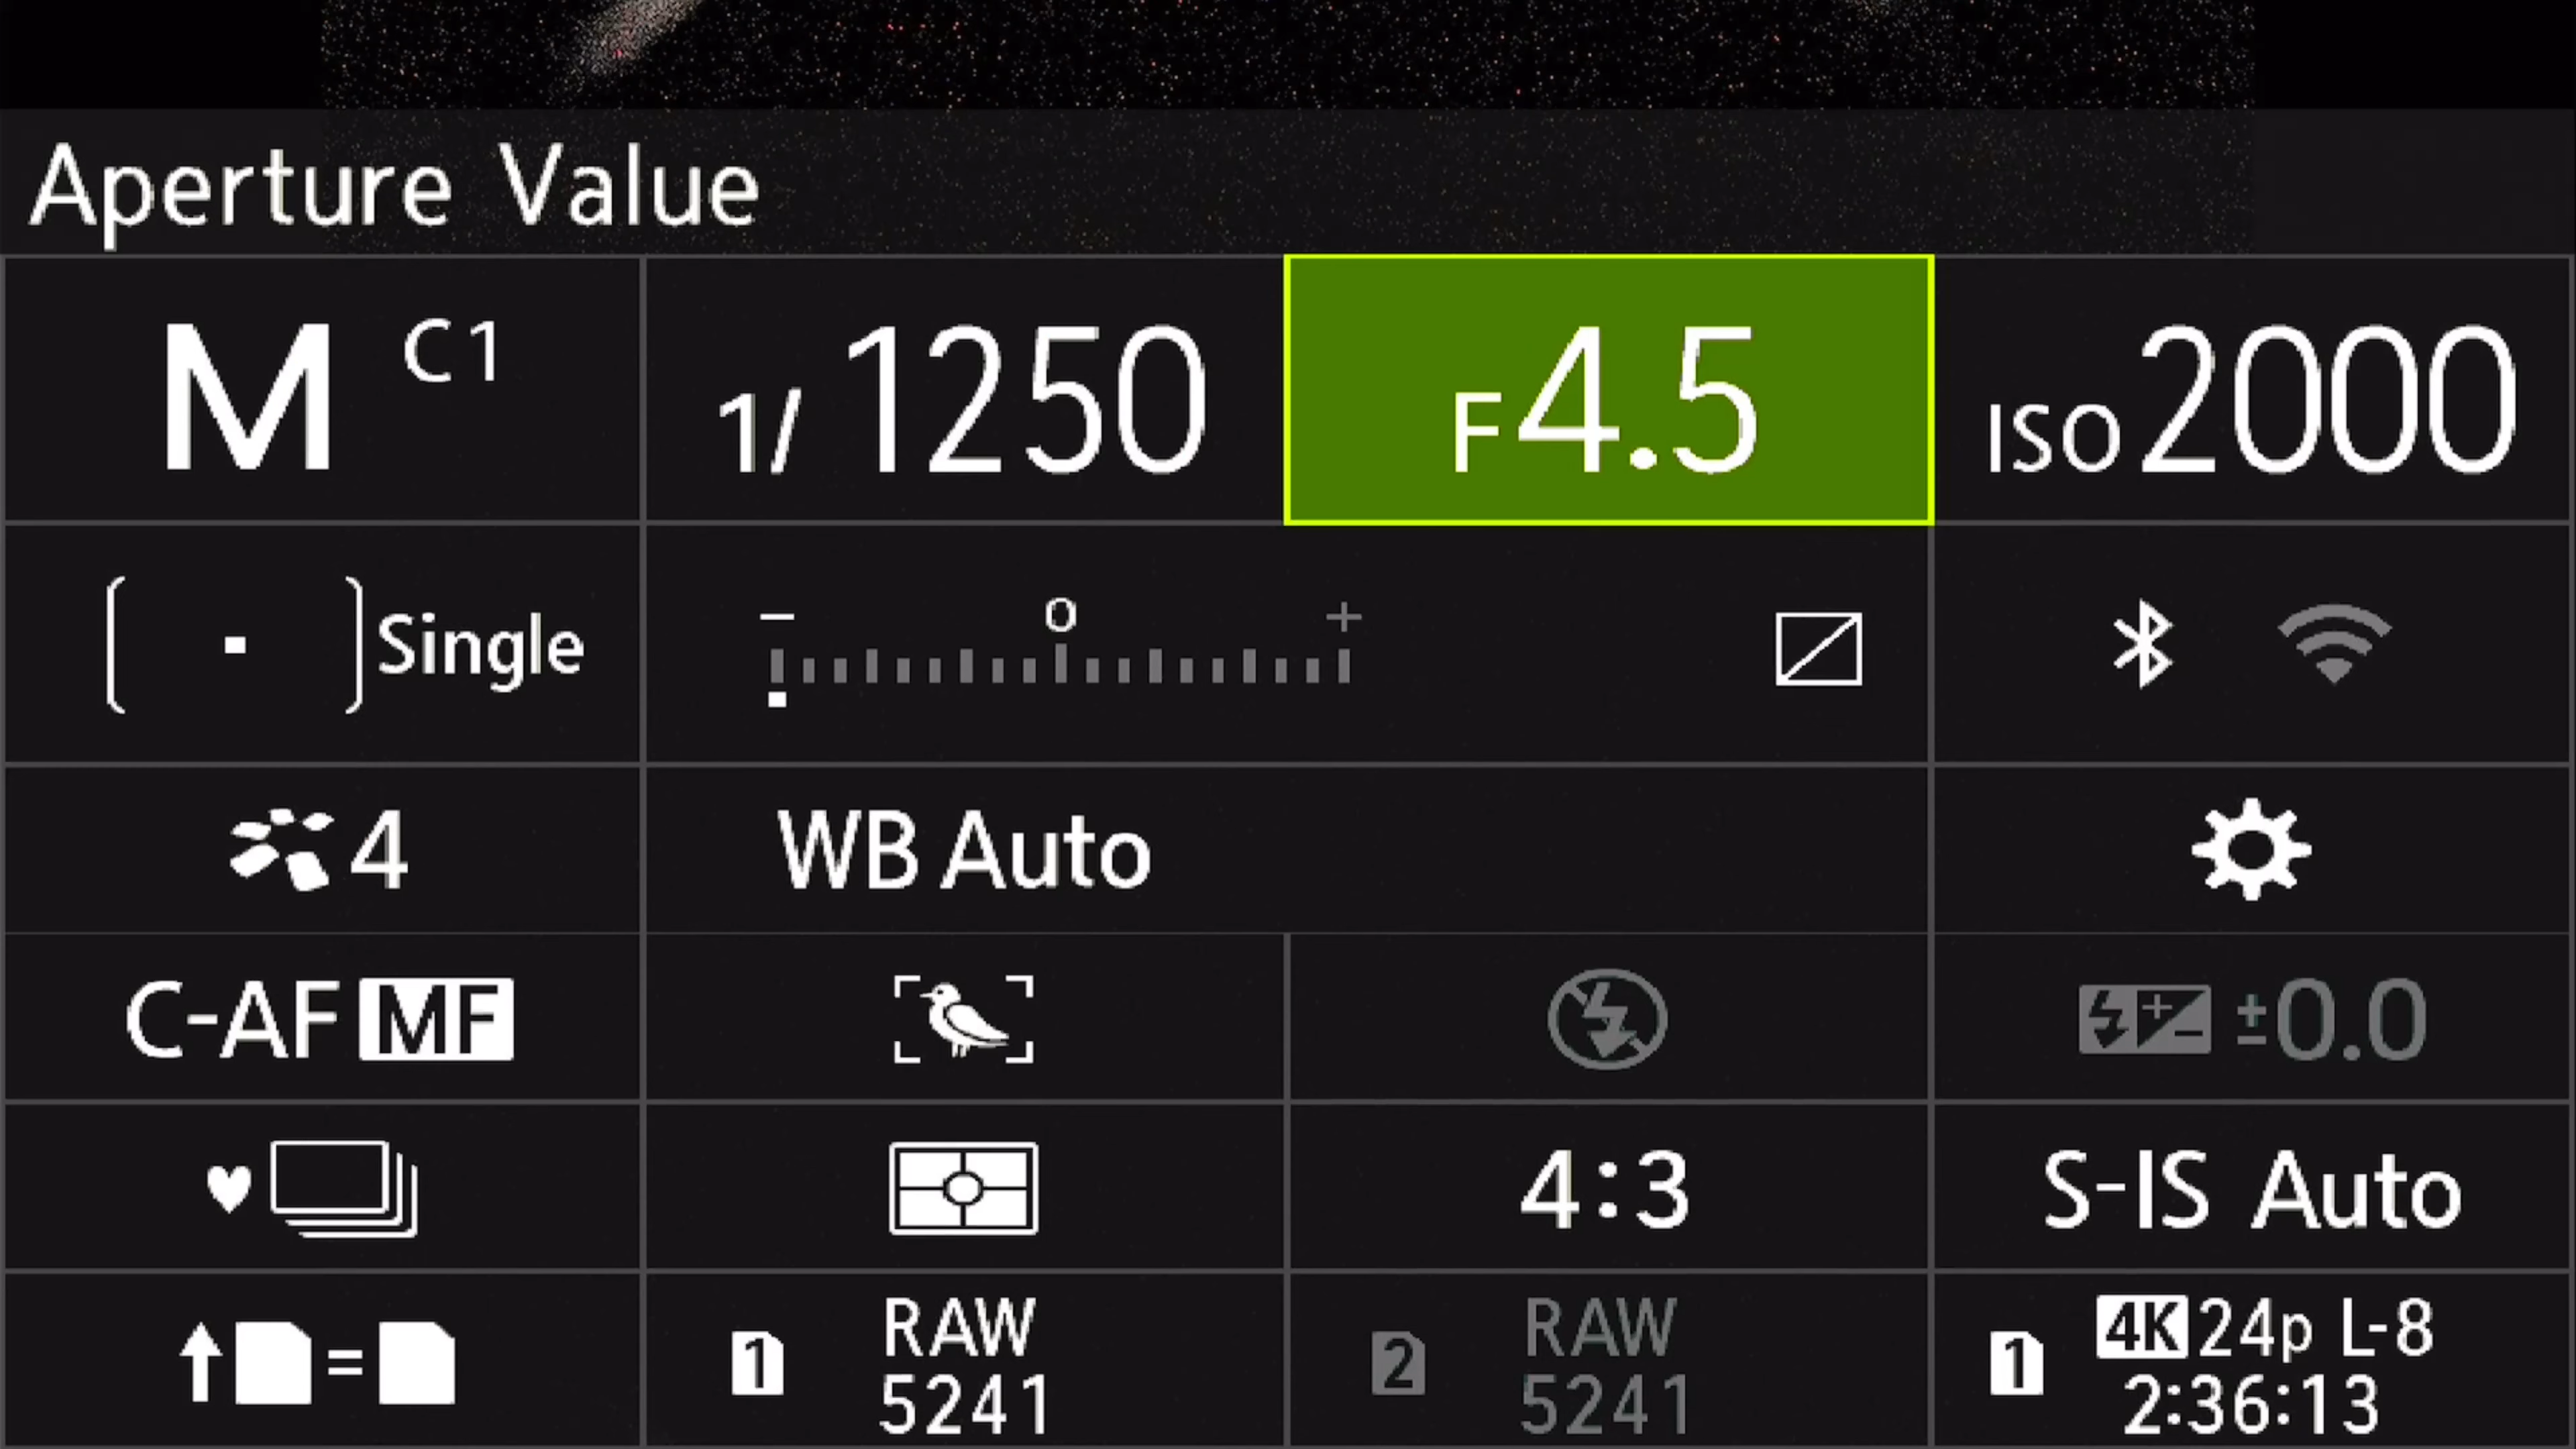 Aperture Value
M C1 1/1250 F4.5 ISO2000
[ ▪ ]Single − 0 +
4 WB Auto
C-AF MF ±0.0
4:3 S-IS Auto
= 1 RAW 2 RAW 1 4K 24p L-8
5241 5241 2:36:13